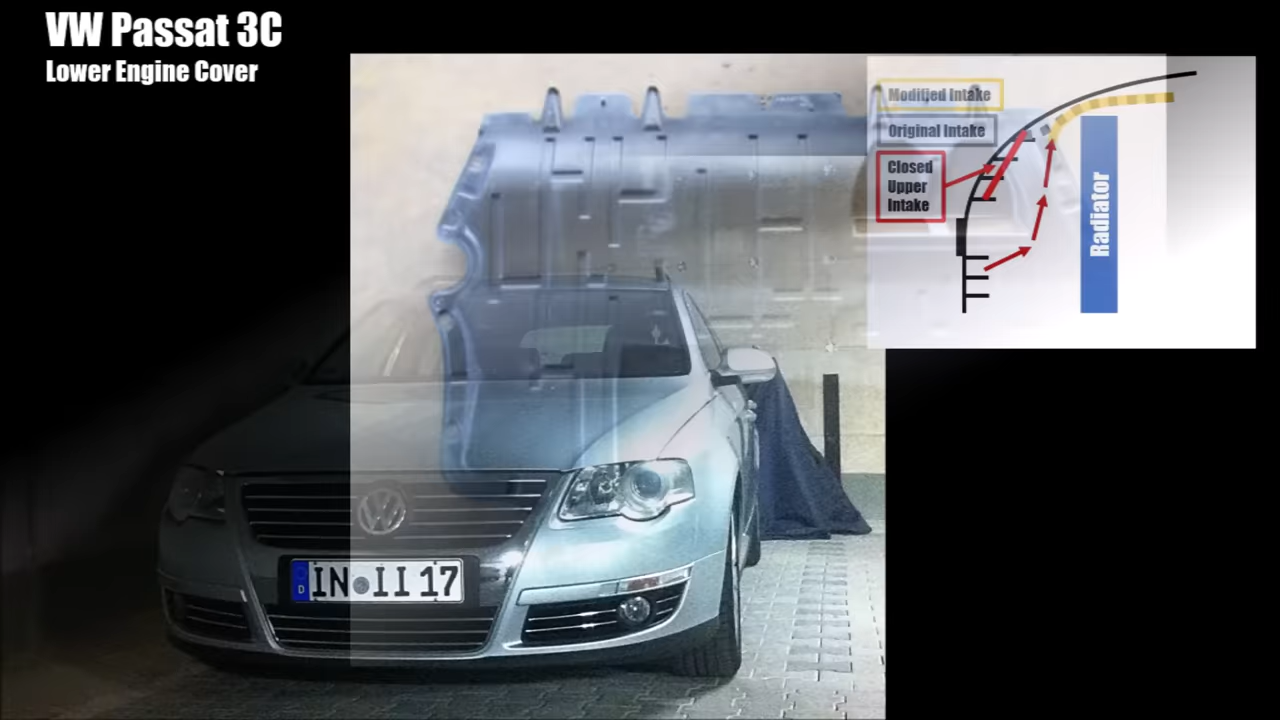 VW Passat 3C
Lower Engine Cover
Modified Intake
Original Intake
Closed
Upper
Intake
Radiator
IN II 17
D